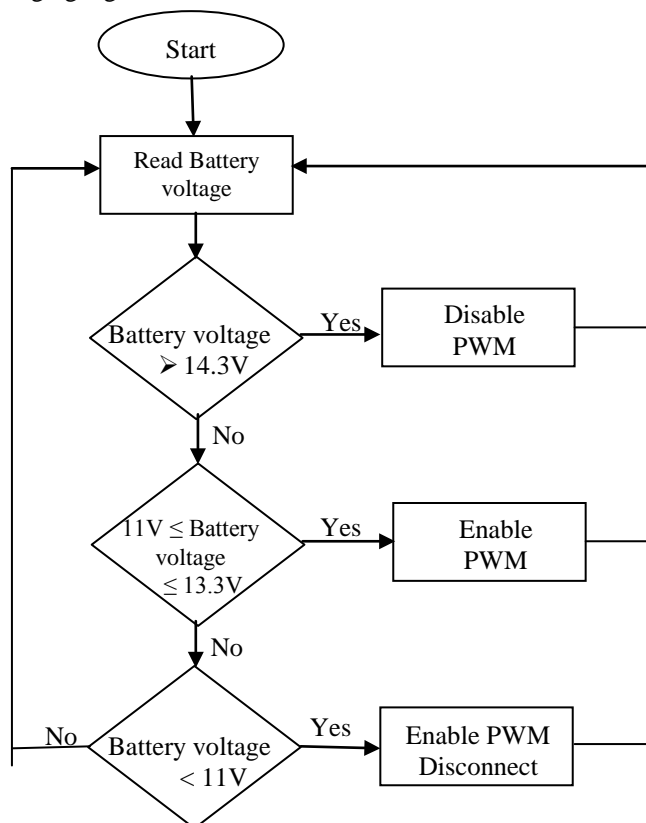 Start
Read Battery
voltage
Battery voltage
➢ 14.3V
Yes
Disable
PWM
No
11V ≤ Battery
voltage
≤ 13.3V
Yes
Enable
PWM
No
Battery voltage
< 11V
No
Yes
Enable PWM
Disconnect